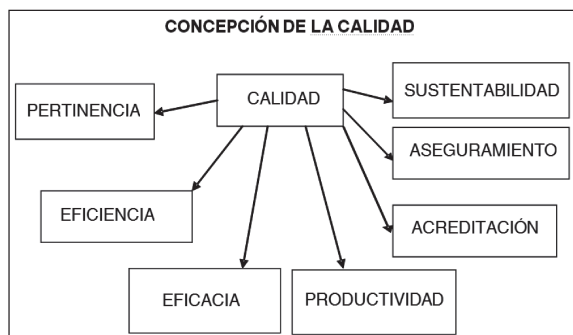 CONCEPCIÓN DE LA CALIDAD
CALIDAD
SUSTENTABILIDAD
PERTINENCIA
ASEGURAMIENTO
EFICIENCIA
ACREDITACIÓN
EFICACIA
PRODUCTIVIDAD